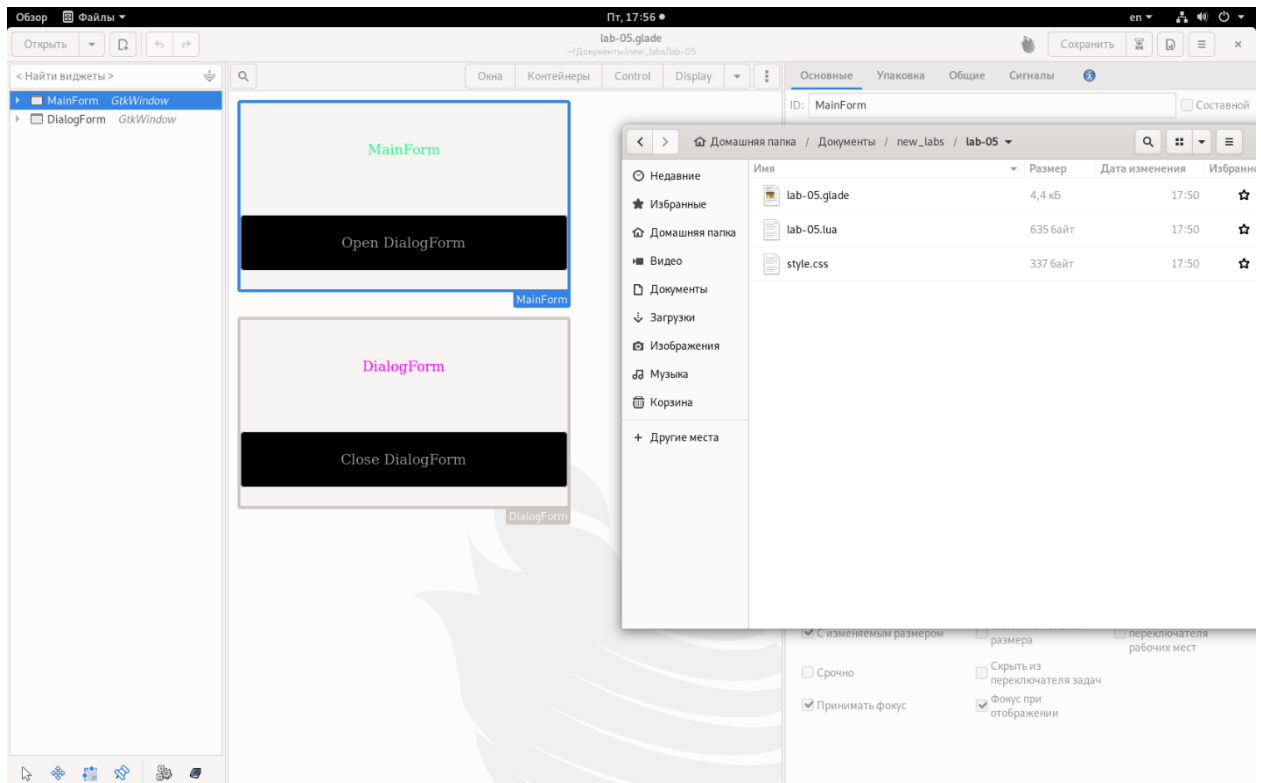 Обзор Файлы Пт, 17:56 en
Открыть lab-05.glade Сохранить
~/Документы/new_labs/lab-05
< Найти виджеты > Окна Контейнеры Control Display Основные Упаковка Общие Сигналы
MainForm GtkWindow
DialogForm GtkWindow
ID: MainForm Составной
MainForm
Open DialogForm
MainForm
DialogForm
Close DialogForm
DialogForm
Домашняя папка / Документы / new_labs / lab-05
Недавние
Избранные
Домашняя папка
Видео
Документы
Загрузки
Изображения
Музыка
Корзина
+ Другие места
Имя Размер Дата изменения
lab-05.glade 4,4 кБ 17:50
lab-05.lua 635 байт 17:50
style.css 337 байт 17:50
С изменяемым размером
размера
переключателя
рабочих мест
Срочно
Скрыть из
переключателя задач
Принимать фокус
Фокус при
отображении